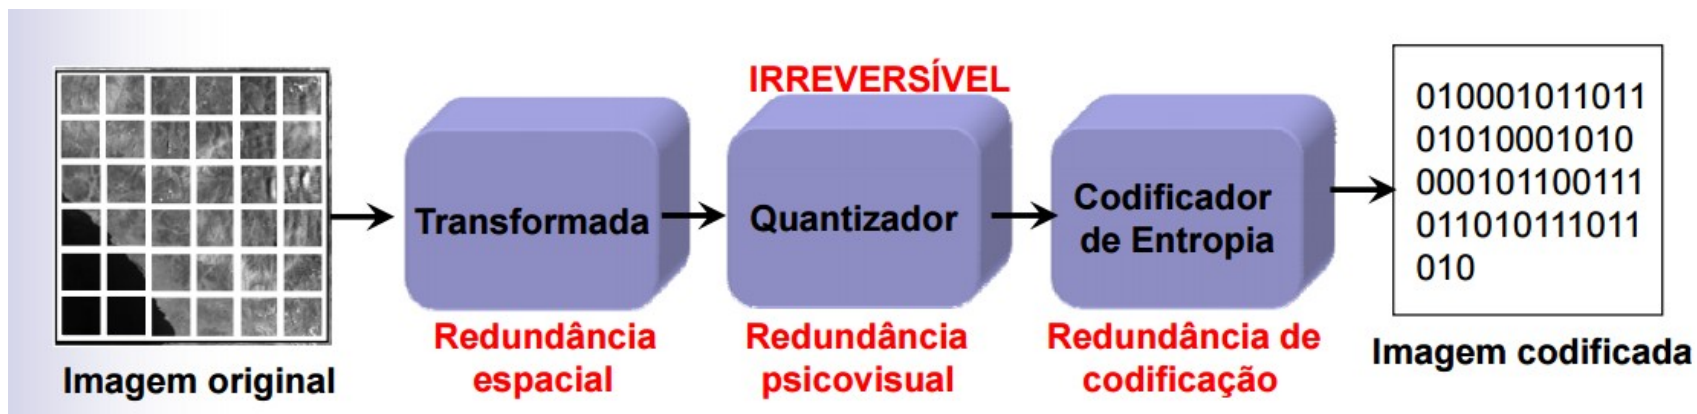 IRREVERSÍVEL
Transformada
Quantizador
Codificador
de Entropia
010001011011
01010001010
000101100111
011010111011
010
Redundância
espacial
Redundância
psicovisual
Redundância de
codificação
Imagem original
Imagem codificada